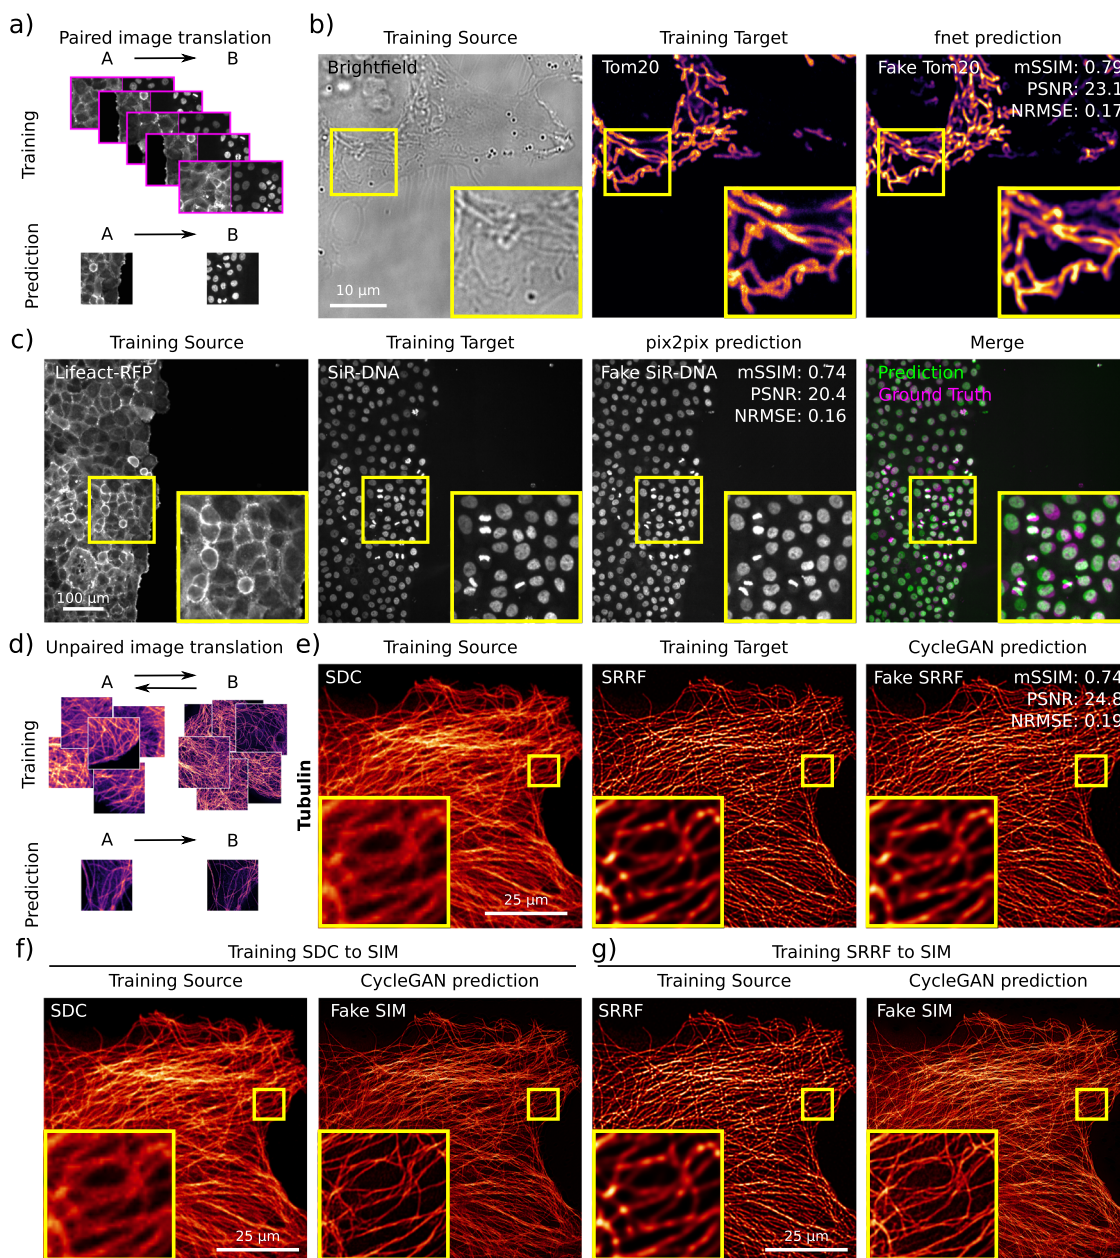 a)
Paired image translation
A B
Training
A B
Prediction
b)
Training Source
Training Target
fnet prediction
Brightfield
10 µm
Tom20
Fake Tom20
mSSIM: 0.79
PSNR: 23.1
NRMSE: 0.17
c)
Training Source
Training Target
pix2pix prediction
Merge
Lifeact-RFP
100 µm
SiR-DNA
Fake SiR-DNA
mSSIM: 0.74
PSNR: 20.4
NRMSE: 0.16
Prediction
Ground Truth
d)
Unpaired image translation
A B
Training
A B
Prediction
e)
Training Source
Training Target
CycleGAN prediction
Tubulin
SDC
25 µm
SRRF
Fake SRRF
mSSIM: 0.74
PSNR: 24.8
NRMSE: 0.19
f)
Training SDC to SIM
Training Source
CycleGAN prediction
SDC
25 µm
Fake SIM
g)
Training SRRF to SIM
Training Source
CycleGAN prediction
SRRF
25 µm
Fake SIM